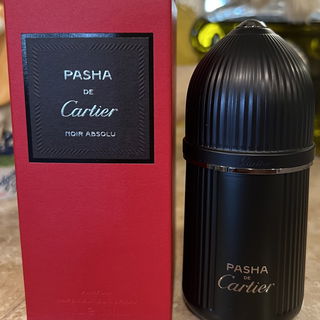 PASHA
DE
Cartier
NOIR ABSOLU
Cartier
PASHA
DE
Cartier